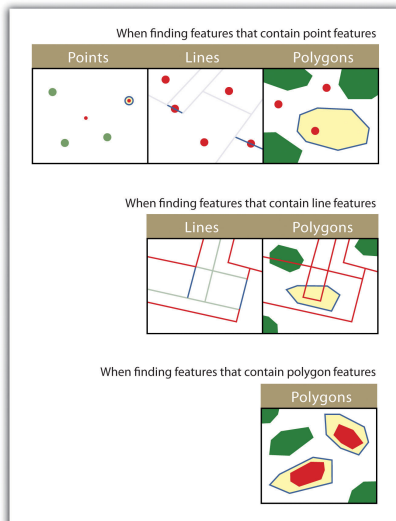 When finding features that contain point features
Points Lines Polygons
When finding features that contain line features
Lines Polygons
When finding features that contain polygon features
Polygons